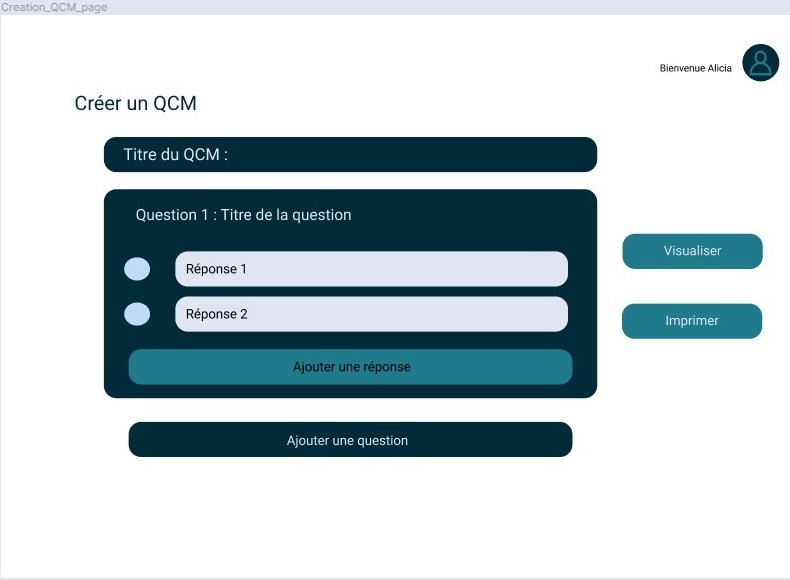 Creation_QCM_page
Bienvenue Alicia
Créer un QCM
Titre du QCM :
Question 1 : Titre de la question
Réponse 1
Réponse 2
Ajouter une réponse
Visualiser
Imprimer
Ajouter une question